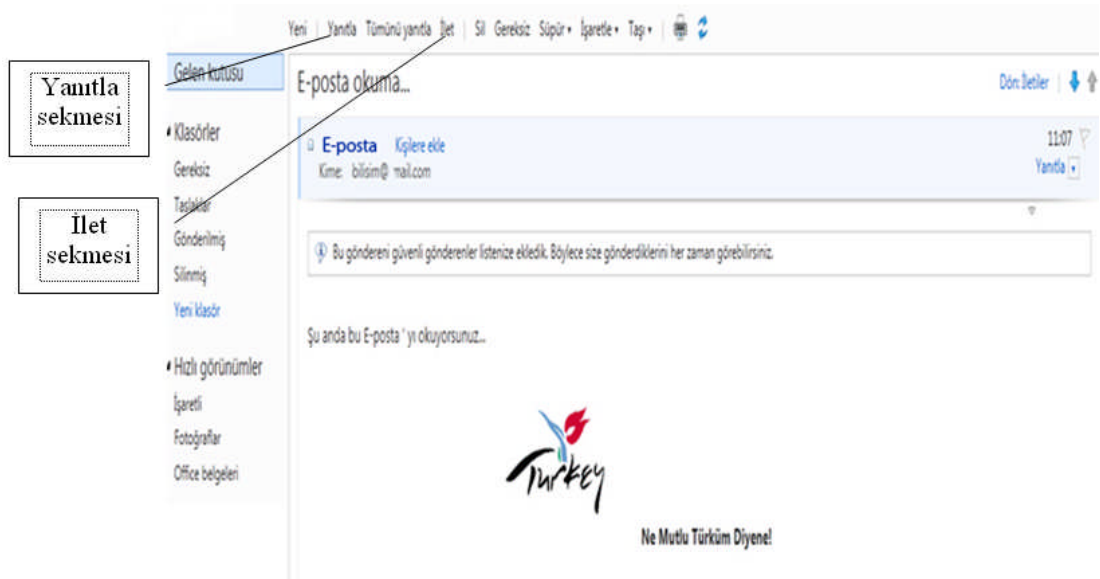 Yeni | Yanıtla Tümünü yanıtla İlet | Sil Gereksiz Süpür İşaretle Taşı
Yanıtla
sekmesi
İlet
sekmesi
Gelen kutusu
Klasörler
Gereksiz
Taslaklar
Gönderilmiş
Silinmiş
Yeni klasör
Hızlı görünümler
İşaretli
Fotoğraflar
Office belgeleri
E-posta okuma...
Dön: İletiler
E-posta Kişilere ekle
11:07
Kime: bilisim@ mail.com
Yanıtla
Bu göndereni güvenli gönderenler listenize ekledik. Böylece size gönderdiklerini her zaman görebilirsiniz.
Şu anda bu E-posta ' yı okuyorsunuz...
Turkey
Ne Mutlu Türküm Diyene!